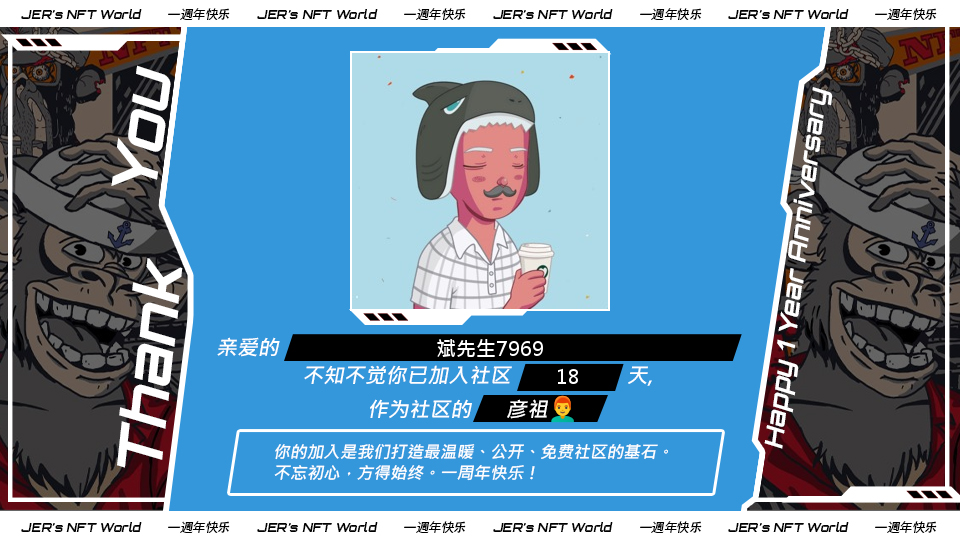 JER's NFT World 一週年快乐 JER's NFT World 一週年快乐 JER's NFT World 一週年快乐 JER's NFT World 一週年快乐
Thank You
亲爱的 斌先生7969
不知不觉你已加入社区 18 天,
作为社区的 彦祖👨‍🦰
你的加入是我们打造最温暖、公开、免费社区的基石。
不忘初心，方得始终。一周年快乐！
Happy 1 Year Anniversary
JER's NFT World 一週年快乐 JER's NFT World 一週年快乐 JER's NFT World 一週年快乐 JER's NFT World 一週年快乐